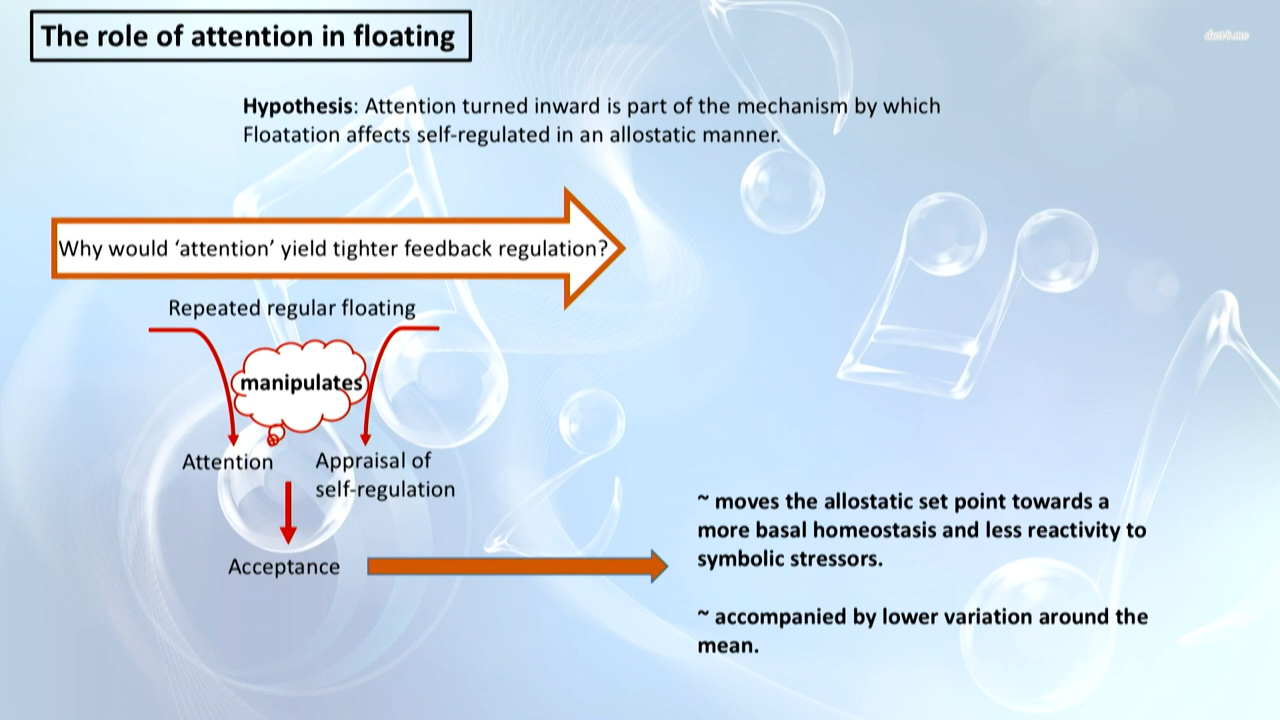 The role of attention in floating
Hypothesis: Attention turned inward is part of the mechanism by which
Floatation affects self-regulated in an allostatic manner.
Why would ‘attention’ yield tighter feedback regulation?
Repeated regular floating
manipulates
Attention
Appraisal of
self-regulation
Acceptance
~ moves the allostatic set point towards a
more basal homeostasis and less reactivity to
symbolic stressors.
~ accompanied by lower variation around the
mean.